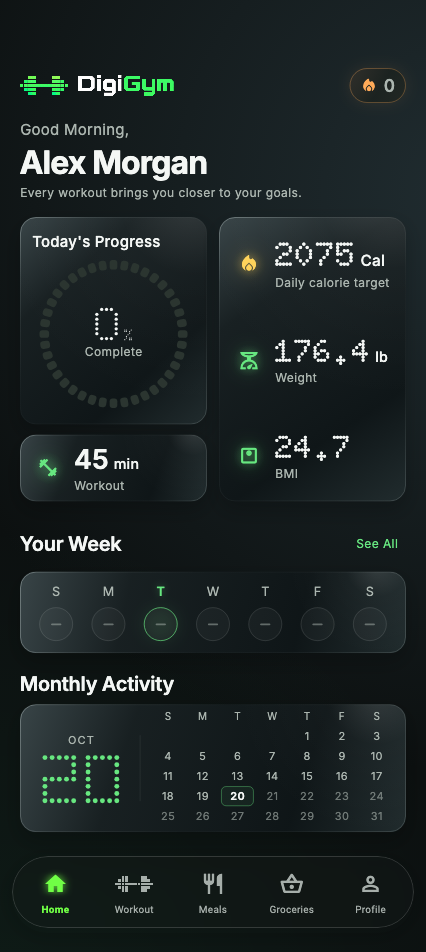 DigiGym
0
Good Morning,
Alex Morgan
Every workout brings you closer to your goals.
Today's Progress
0%
Complete
45 min
Workout
2075 Cal
Daily calorie target
176.4 lb
Weight
24.7
BMI
Your Week
See All
S M T W T F S
– – – – – – –
Monthly Activity
OCT
20
S M T W T F S
1 2 3
4 5 6 7 8 9 10
11 12 13 14 15 16 17
18 19 20 21 22 23 24
25 26 27 28 29 30 31
Home Workout Meals Groceries Profile